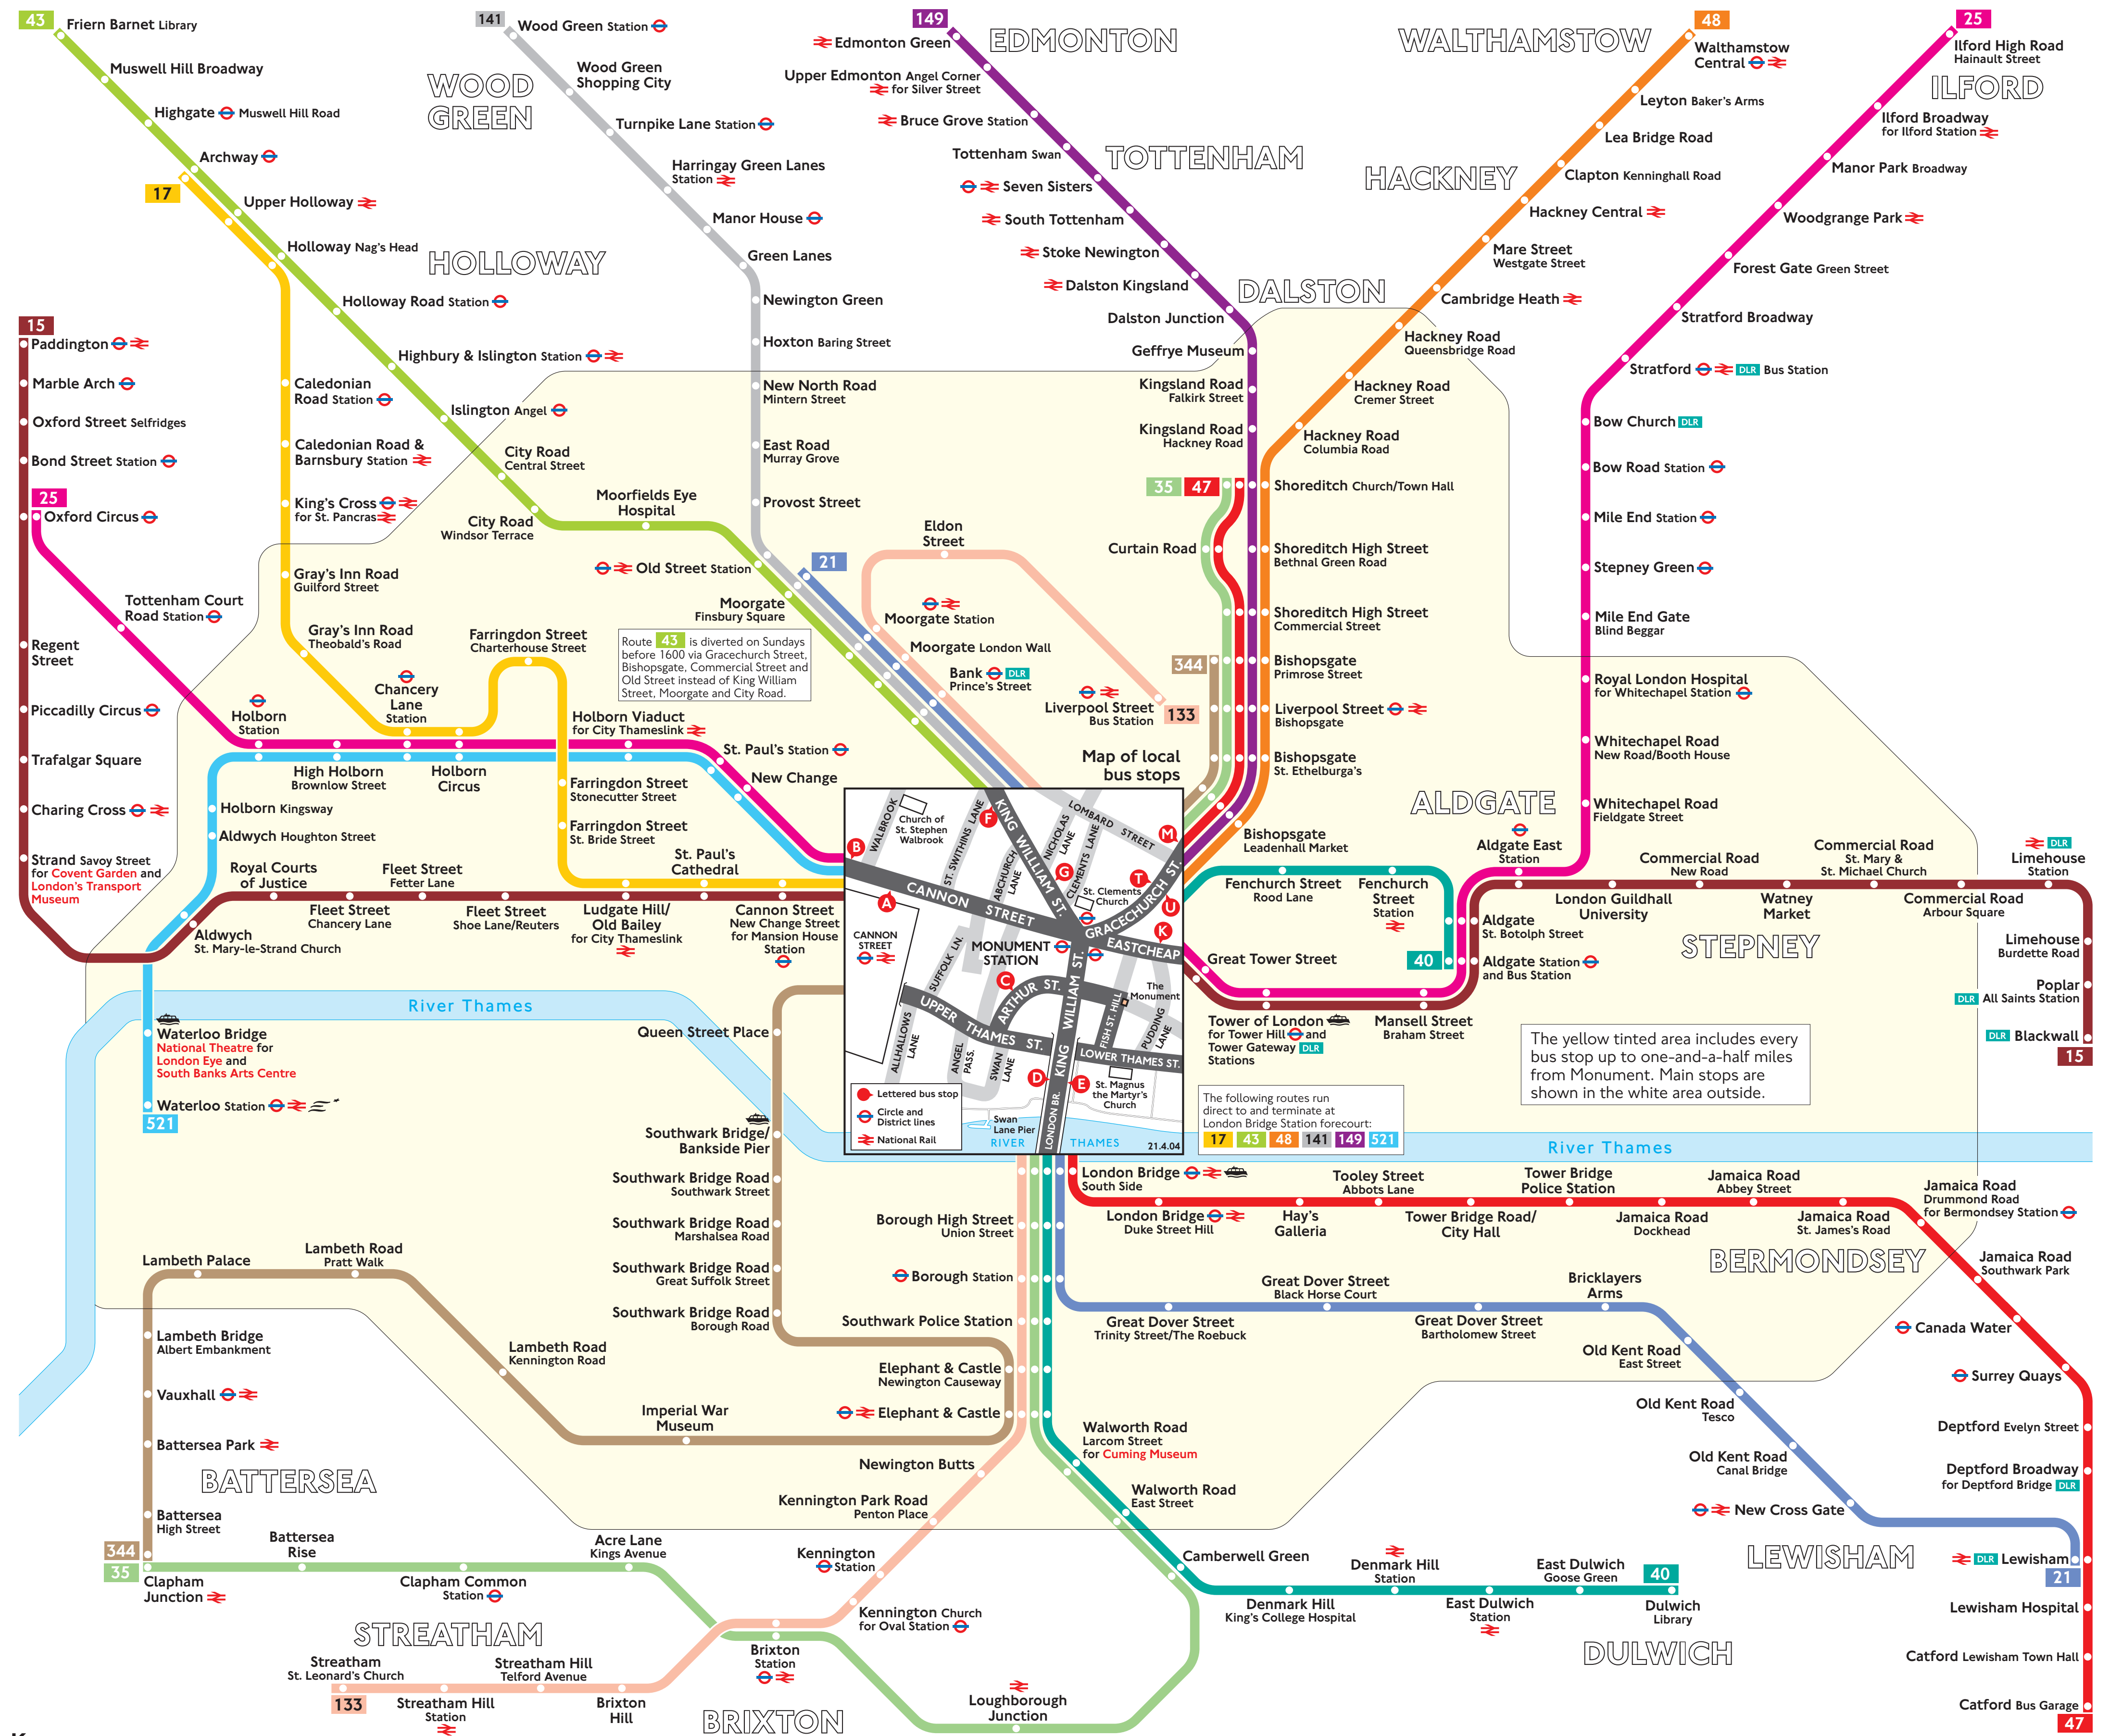 43
Friern Barnet Library
Muswell Hill Broadway
Highgate Muswell Hill Road
Archway
17
Upper Holloway
Holloway Nag's Head
HOLLOWAY
Holloway Road Station
Highbury & Islington Station
Islington Angel
City Road
Central Street
City Road
Windsor Terrace
Moorfields Eye
Hospital
Old Street Station
Moorgate
Finsbury Square
141
Wood Green Station
WOOD
GREEN
Wood Green
Shopping City
Turnpike Lane Station
Harringay Green Lanes
Station
Manor House
Green Lanes
Newington Green
Hoxton Baring Street
New North Road
Mintern Street
East Road
Murray Grove
Provost Street
21
149
Edmonton Green
EDMONTON
Upper Edmonton Angel Corner
for Silver Street
Bruce Grove Station
Tottenham Swan
TOTTENHAM
Seven Sisters
South Tottenham
Stoke Newington
Dalston Kingsland
DALSTON
Dalston Junction
Geffrye Museum
Kingsland Road
Falkirk Street
Kingsland Road
Hackney Road
35
47
Shoreditch Church/Town Hall
Curtain Road
Shoreditch High Street
Bethnal Green Road
Shoreditch High Street
Commercial Street
344
Bishopsgate
Primrose Street
Liverpool Street
Bishopsgate
Bishopsgate
St. Ethelburga's
Bishopsgate
Leadenhall Market
WALTHAMSTOW
48
Walthamstow
Central
Leyton Baker's Arms
Lea Bridge Road
HACKNEY
Clapton Kenninghall Road
Hackney Central
Mare Street
Westgate Street
Cambridge Heath
Hackney Road
Queensbridge Road
Hackney Road
Cremer Street
Hackney Road
Columbia Road
25
Ilford High Road
Hainault Street
ILFORD
Ilford Broadway
for Ilford Station
Manor Park Broadway
Woodgrange Park
Forest Gate Green Street
Stratford Broadway
Stratford DLR Bus Station
Bow Church DLR
Bow Road Station
Mile End Station
Stepney Green
Mile End Gate
Blind Beggar
Royal London Hospital
for Whitechapel Station
Whitechapel Road
New Road/Booth House
Whitechapel Road
Fieldgate Street
ALDGATE
Aldgate East
Station
15
Paddington
Marble Arch
Oxford Street Selfridges
Bond Street Station
25
Oxford Circus
Tottenham Court
Road Station
Regent
Street
Piccadilly Circus
Trafalgar Square
Charing Cross
Strand Savoy Street
for Covent Garden and
London's Transport
Museum
Caledonian
Road Station
Caledonian Road &
Barnsbury Station
King's Cross
for St. Pancras
Gray's Inn Road
Guilford Street
Gray's Inn Road
Theobald's Road
Chancery
Lane
Station
Farringdon Street
Charterhouse Street
Holborn
Station
High Holborn
Brownlow Street
Holborn
Circus
Holborn Viaduct
for City Thameslink
St. Paul's Station
New Change
Farringdon Street
Stonecutter Street
Farringdon Street
St. Bride Street
Holborn Kingsway
Aldwych Houghton Street
Royal Courts
of Justice
Fleet Street
Fetter Lane
St. Paul's
Cathedral
Aldwych
St. Mary-le-Strand Church
Fleet Street
Chancery Lane
Fleet Street
Shoe Lane/Reuters
Ludgate Hill/
Old Bailey
for City Thameslink
Cannon Street
New Change Street
for Mansion House
Station
Route 43 is diverted on Sundays
before 1600 via Gracechurch Street,
Bishopsgate, Commercial Street and
Old Street instead of King William
Street, Moorgate and City Road.
Eldon
Street
Moorgate Station
Moorgate London Wall
Bank DLR
Prince's Street
Liverpool Street
Bus Station
133
Map of local
bus stops
WALBROOK
Church of
St. Stephen
Walbrook
ST. SWITHINS LANE
KING WILLIAM ST.
NICHOLAS
LANE
CLEMENTS LANE
LOMBARD STREET
ABCHURCH
LANE
St. Clements
Church
GRACECHURCH ST.
B
F
M
G
T
U
A
K
CANNON STREET
CANNON
STREET
MONUMENT
STATION
EASTCHEAP
SUFFOLK LN.
C
ARTHUR ST.
The
Monument
UPPER THAMES ST.
KING WILLIAM ST.
FISH ST. HILL
PUDDING
LANE
ALLHALLOWS
LANE
ANGEL
PASS.
SWAN
LANE
LOWER THAMES ST.
D
E
St. Magnus
the Martyr's
Church
Lettered bus stop
Circle and
District lines
National Rail
Swan
Lane Pier
LONDON BR.
RIVER THAMES
21.4.04
Fenchurch Street
Rood Lane
Fenchurch
Street
Station
Aldgate
St. Botolph Street
40
Aldgate Station
and Bus Station
Great Tower Street
Tower of London
for Tower Hill and
Tower Gateway DLR
Stations
Mansell Street
Braham Street
Commercial Road
New Road
Commercial Road
St. Mary &
St. Michael Church
DLR
Limehouse
Station
London Guildhall
University
Watney
Market
Commercial Road
Arbour Square
STEPNEY
Limehouse
Burdette Road
Poplar
DLR All Saints Station
DLR Blackwall
15
The yellow tinted area includes every
bus stop up to one-and-a-half miles
from Monument. Main stops are
shown in the white area outside.
The following routes run
direct to and terminate at
London Bridge Station forecourt:
17 43 48 141 149 521
River Thames
River Thames
Waterloo Bridge
National Theatre for
London Eye and
South Banks Arts Centre
Waterloo Station
521
Queen Street Place
Southwark Bridge/
Bankside Pier
Southwark Bridge Road
Southwark Street
Southwark Bridge Road
Marshalsea Road
Southwark Bridge Road
Great Suffolk Street
Southwark Bridge Road
Borough Road
Lambeth Palace
Lambeth Road
Pratt Walk
Lambeth Bridge
Albert Embankment
Lambeth Road
Kennington Road
Vauxhall
Imperial War
Museum
Battersea Park
BATTERSEA
Battersea
High Street
344
35
Clapham
Junction
Battersea
Rise
Clapham Common
Station
Acre Lane
Kings Avenue
London Bridge
South Side
London Bridge
Duke Street Hill
Hay's
Galleria
Tooley Street
Abbots Lane
Tower Bridge Road/
City Hall
Tower Bridge
Police Station
Jamaica Road
Dockhead
Jamaica Road
Abbey Street
Jamaica Road
St. James's Road
Jamaica Road
Drummond Road
for Bermondsey Station
BERMONDSEY
Jamaica Road
Southwark Park
Canada Water
Surrey Quays
Deptford Evelyn Street
Deptford Broadway
for Deptford Bridge DLR
Borough High Street
Union Street
Borough Station
Southwark Police Station
Elephant & Castle
Newington Causeway
Elephant & Castle
Great Dover Street
Trinity Street/The Roebuck
Great Dover Street
Black Horse Court
Great Dover Street
Bartholomew Street
Bricklayers
Arms
Old Kent Road
East Street
Old Kent Road
Tesco
Old Kent Road
Canal Bridge
New Cross Gate
LEWISHAM
DLR Lewisham
21
Lewisham Hospital
Catford Lewisham Town Hall
Catford Bus Garage
47
Newington Butts
Kennington Park Road
Penton Place
Kennington
Station
Kennington Church
for Oval Station
Walworth Road
Larcom Street
for Cuming Museum
Walworth Road
East Street
Camberwell Green
Denmark Hill
King's College Hospital
Denmark Hill
Station
East Dulwich
Station
East Dulwich
Goose Green
40
Dulwich
Library
DULWICH
STREATHAM
Streatham
St. Leonard's Church
133
Streatham Hill
Station
Streatham Hill
Telford Avenue
Brixton
Hill
Brixton
Station
BRIXTON
Loughborough
Junction